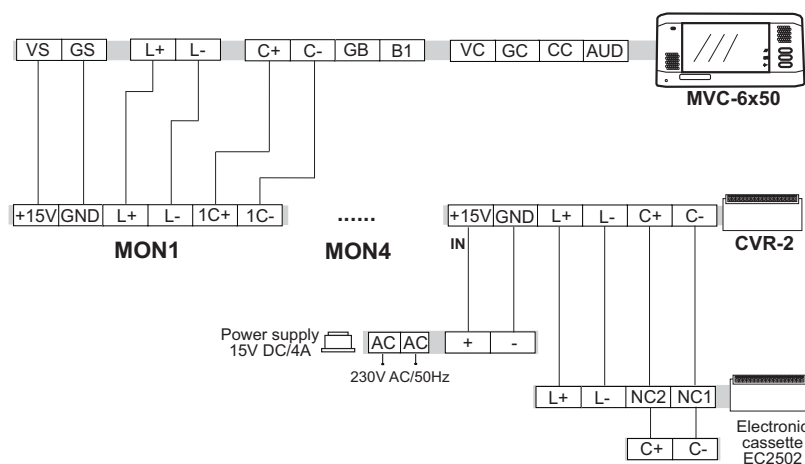 VS GS L+ L- C+ C- GB B1 VC GC CC AUD
MVC-6x50
+15V GND L+ L- 1C+ 1C- ...... +15V GND L+ L- C+ C-
MON1 MON4 IN CVR-2
Power supply
15V DC/4A
AC AC + -
230V AC/50Hz
L+ L- NC2 NC1
Electronic
cassette
EC2502
C+ C-